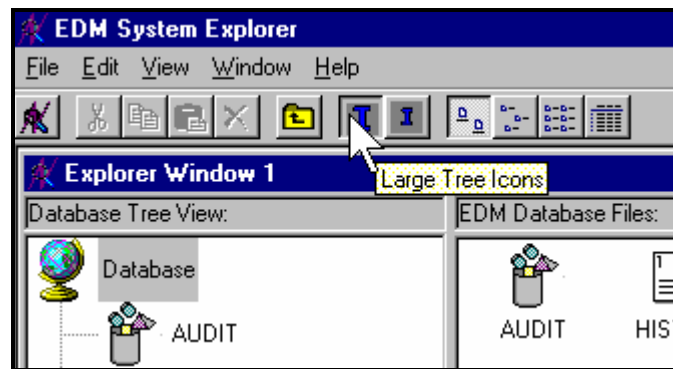 EDM System Explorer
File Edit View Window Help
Explorer Window 1
Large Tree Icons
Database Tree View:
EDM Database Files:
Database
AUDIT
AUDIT
HIS